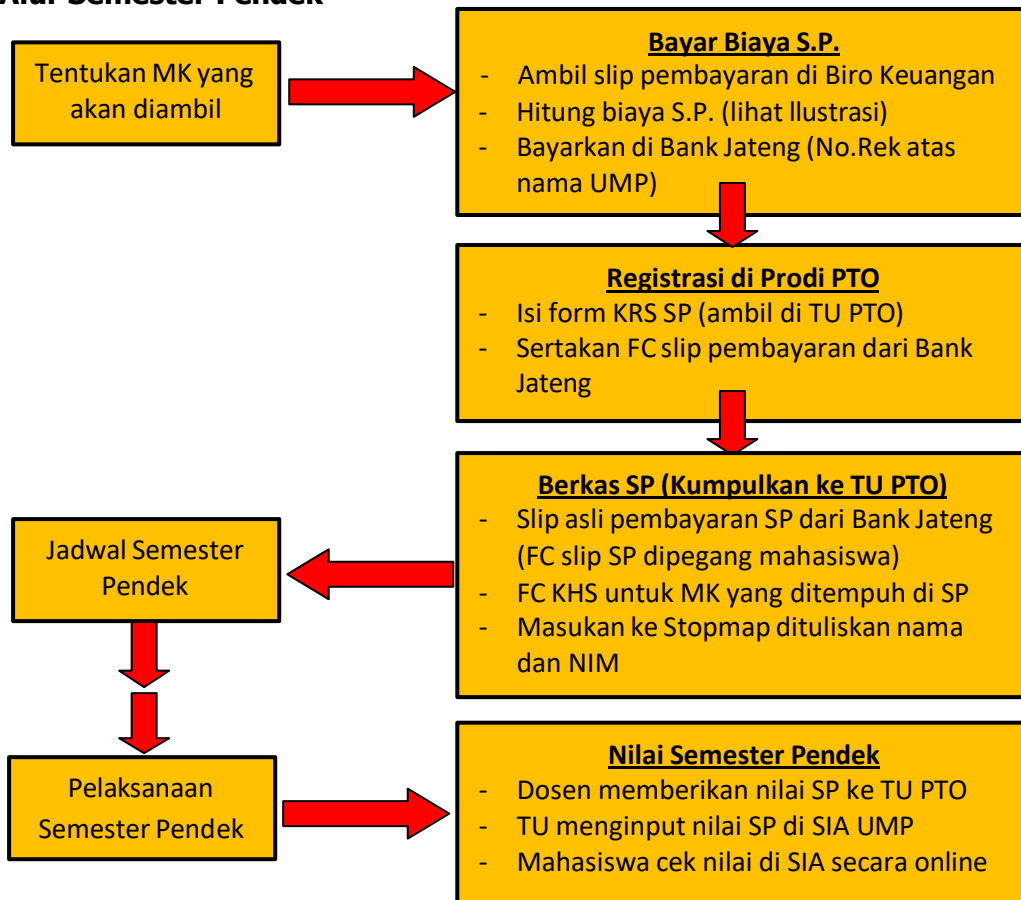 Alur Semester Pendek
Tentukan MK yang
akan diambil
Bayar Biaya S.P.
- Ambil slip pembayaran di Biro Keuangan
- Hitung biaya S.P. (lihat llustrasi)
- Bayarkan di Bank Jateng (No.Rek atas
nama UMP)
Registrasi di Prodi PTO
- Isi form KRS SP (ambil di TU PTO)
- Sertakan FC slip pembayaran dari Bank
Jateng
Berkas SP (Kumpulkan ke TU PTO)
- Slip asli pembayaran SP dari Bank Jateng
(FC slip SP dipegang mahasiswa)
- FC KHS untuk MK yang ditempuh di SP
- Masukan ke Stopmap dituliskan nama
dan NIM
Jadwal Semester
Pendek
Pelaksanaan
Semester Pendek
Nilai Semester Pendek
- Dosen memberikan nilai SP ke TU PTO
- TU menginput nilai SP di SIA UMP
- Mahasiswa cek nilai di SIA secara online